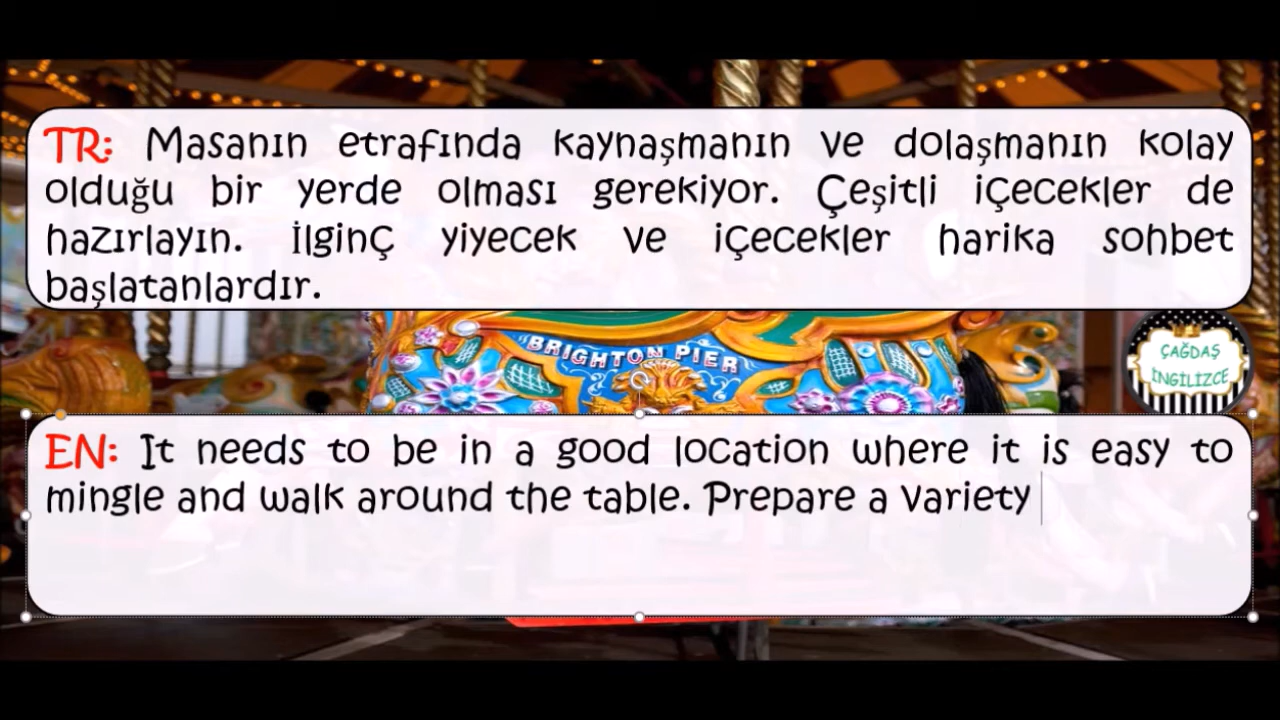 TR: Masanın etrafında kaynaşmanın ve dolaşmanın kolay
olduğu bir yerde olması gerekiyor. Çeşitli içecekler de
hazırlayın. İlginç yiyecek ve içecekler harika sohbet
başlatanlardır.
BRIGHTON PIER
ÇAĞDAŞ
İNGİLİZCE
EN: It needs to be in a good location where it is easy to
mingle and walk around the table. Prepare a variety